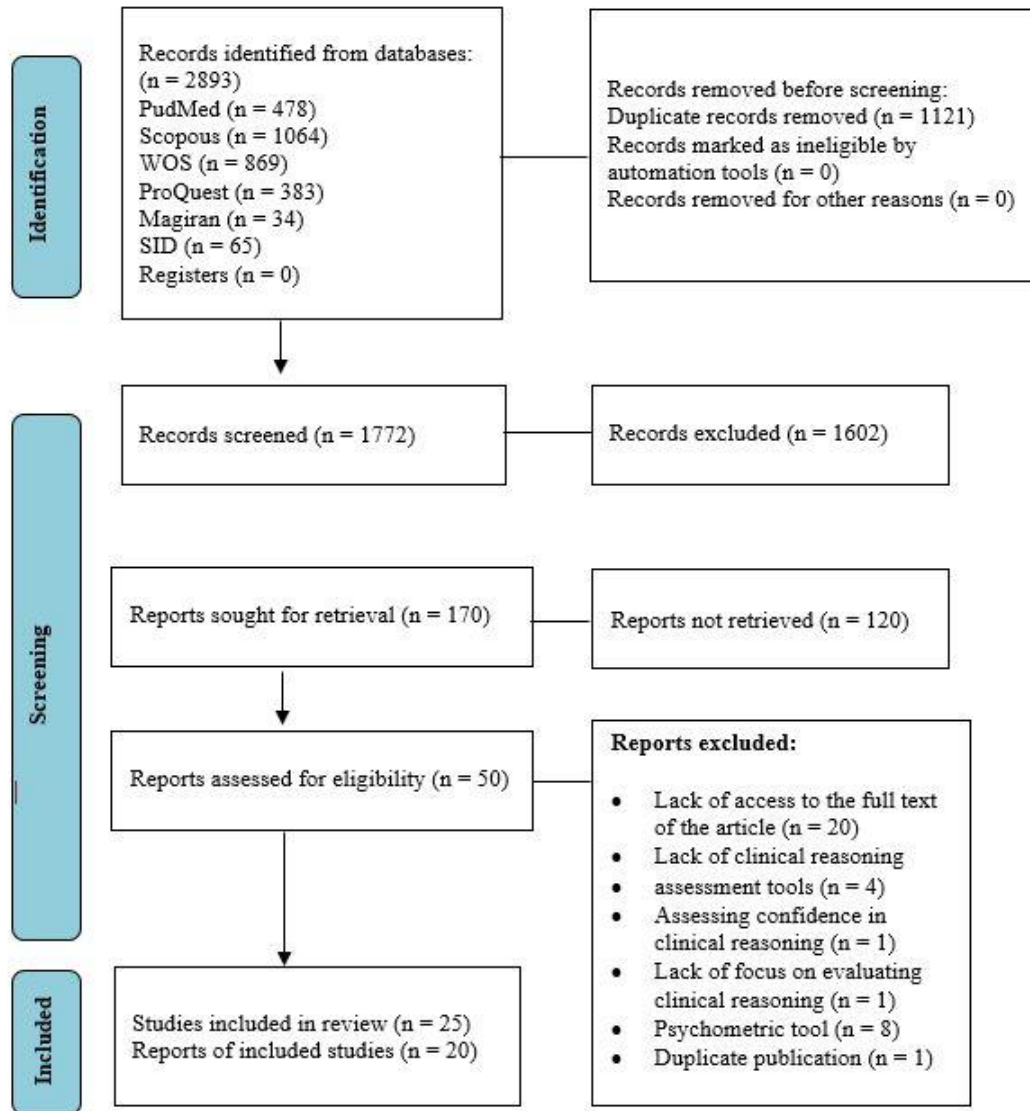 Identification
Records identified from databases:
(n = 2893)
PudMed (n = 478)
Scopous (n = 1064)
WOS (n = 869)
ProQuest (n = 383)
Magiran (n = 34)
SID (n = 65)
Registers (n = 0)
Records removed before screening:
Duplicate records removed (n = 1121)
Records marked as ineligible by
automation tools (n = 0)
Records removed for other reasons (n = 0)
Screening
Records screened (n = 1772)
Records excluded (n = 1602)
Reports sought for retrieval (n = 170)
Reports not retrieved (n = 120)
Reports assessed for eligibility (n = 50)
Reports excluded:
• Lack of access to the full text
of the article (n = 20)
• Lack of clinical reasoning
• assessment tools (n = 4)
• Assessing confidence in
clinical reasoning (n = 1)
• Lack of focus on evaluating
clinical reasoning (n = 1)
• Psychometric tool (n = 8)
• Duplicate publication (n = 1)
Included
Studies included in review (n = 25)
Reports of included studies (n = 20)